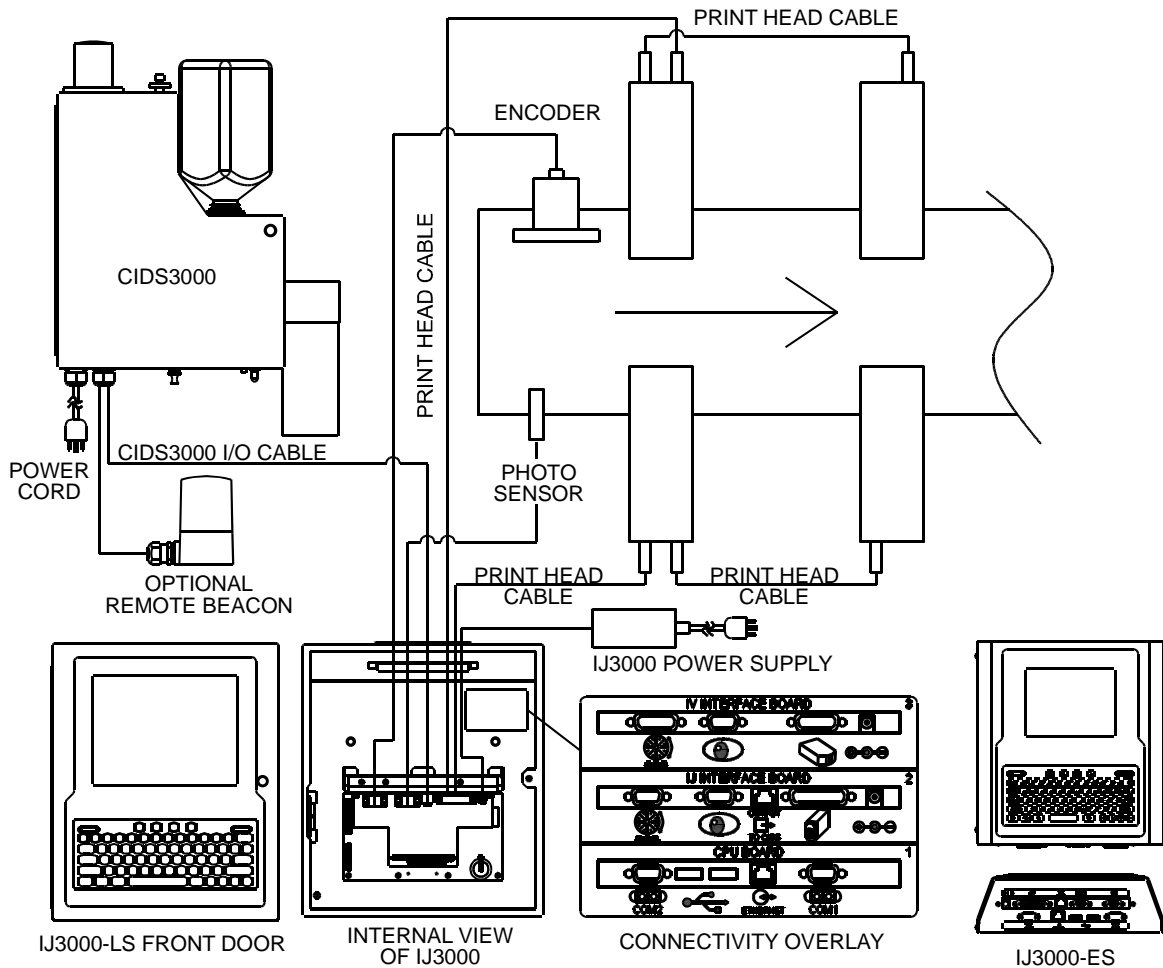 PRINT HEAD CABLE
ENCODER
PRINT HEAD CABLE
CIDS3000
CIDS3000 I/O CABLE
POWER
CORD
PHOTO
SENSOR
OPTIONAL
REMOTE BEACON
PRINT HEAD
CABLE
PRINT HEAD
CABLE
IJ3000 POWER SUPPLY
IV INTERFACE BOARD
3
IJ INTERFACE BOARD
2
CPU BOARD
1
COM2
ETHERNET
COM1
IJ3000-LS FRONT DOOR
INTERNAL VIEW
OF IJ3000
CONNECTIVITY OVERLAY
IJ3000-ES